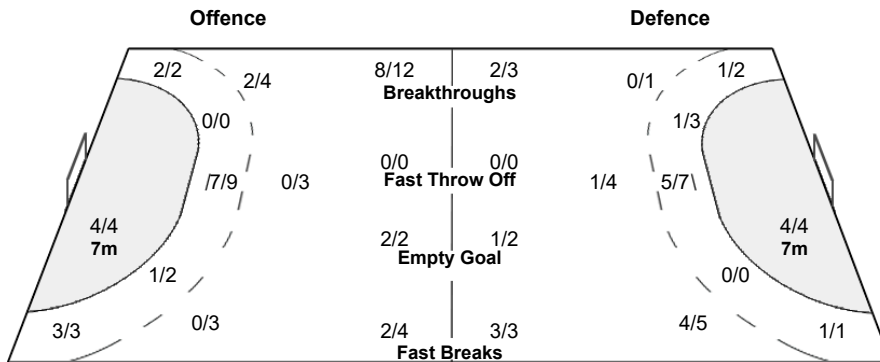 Offence Defence
2/2 2/4 8/12 2/3 0/1 1/2
Breakthroughs
0/0 1/3
0/0 0/0
7/9 0/3 Fast Throw Off 1/4 5/7
4/4 4/4
7m 7m
2/2 1/2
Empty Goal
1/2 0/0
3/3 0/3 2/4 3/3 4/5 1/1
Fast Breaks